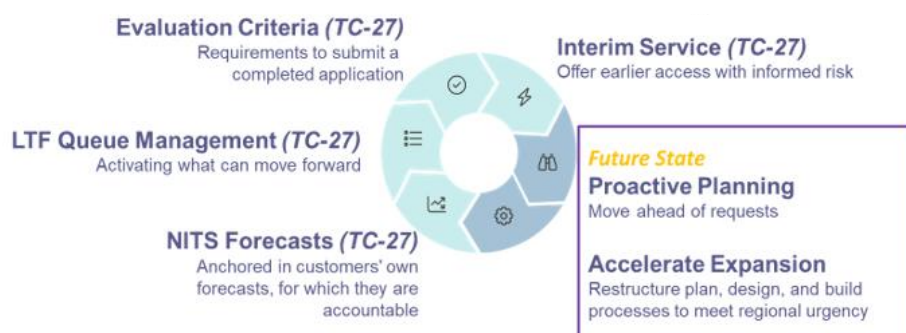 Evaluation Criteria (TC-27)
Requirements to submit a
completed application
Interim Service (TC-27)
Offer earlier access with informed risk
LTF Queue Management (TC-27)
Activating what can move forward
Future State
Proactive Planning
Move ahead of requests
NITS Forecasts (TC-27)
Anchored in customers' own
forecasts, for which they are
accountable
Accelerate Expansion
Restructure plan, design, and build
processes to meet regional urgency